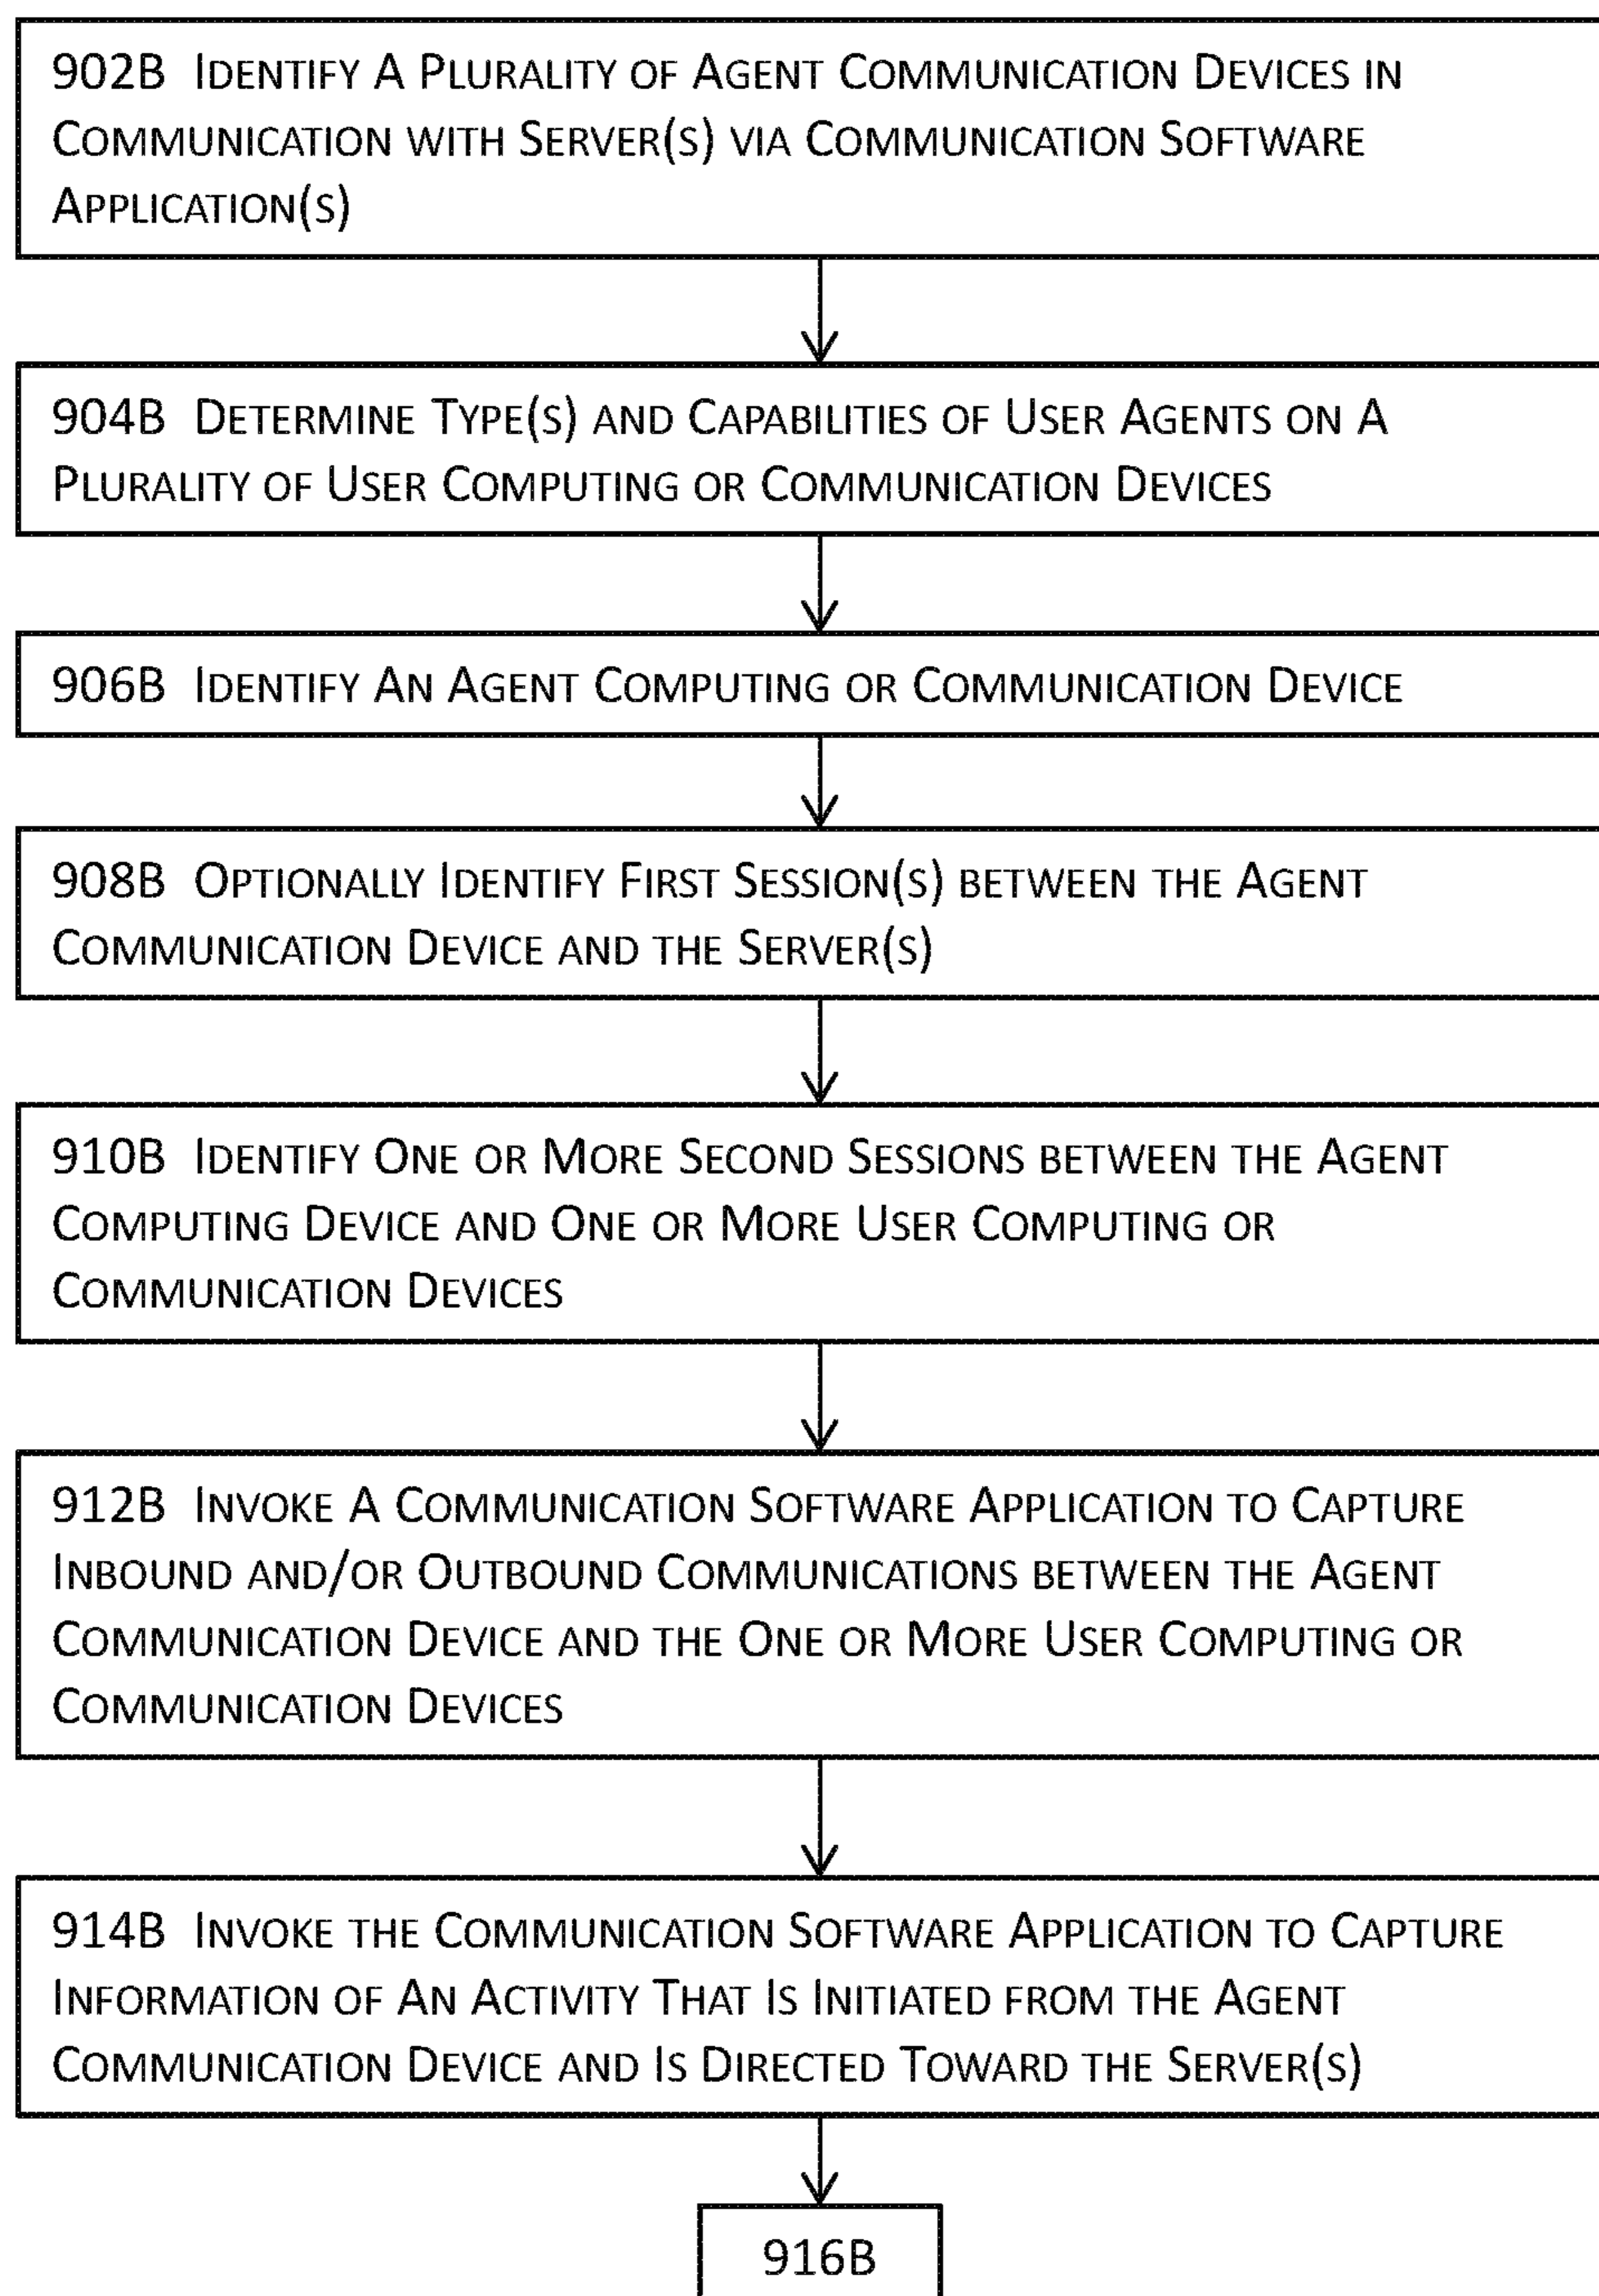 902B Identify A Plurality of Agent Communication Devices in
Communication with Server(s) via Communication Software
Application(s)
904B Determine Type(s) and Capabilities of User Agents on A
Plurality of User Computing or Communication Devices
906B Identify An Agent Computing or Communication Device
908B Optionally Identify First Session(s) between the Agent
Communication Device and the Server(s)
910B Identify One or More Second Sessions between the Agent
Computing Device and One or More User Computing or
Communication Devices
912B Invoke A Communication Software Application to Capture
Inbound and/or Outbound Communications between the Agent
Communication Device and the One or More User Computing or
Communication Devices
914B Invoke the Communication Software Application to Capture
Information of An Activity That Is Initiated from the Agent
Communication Device and Is Directed Toward the Server(s)
916B